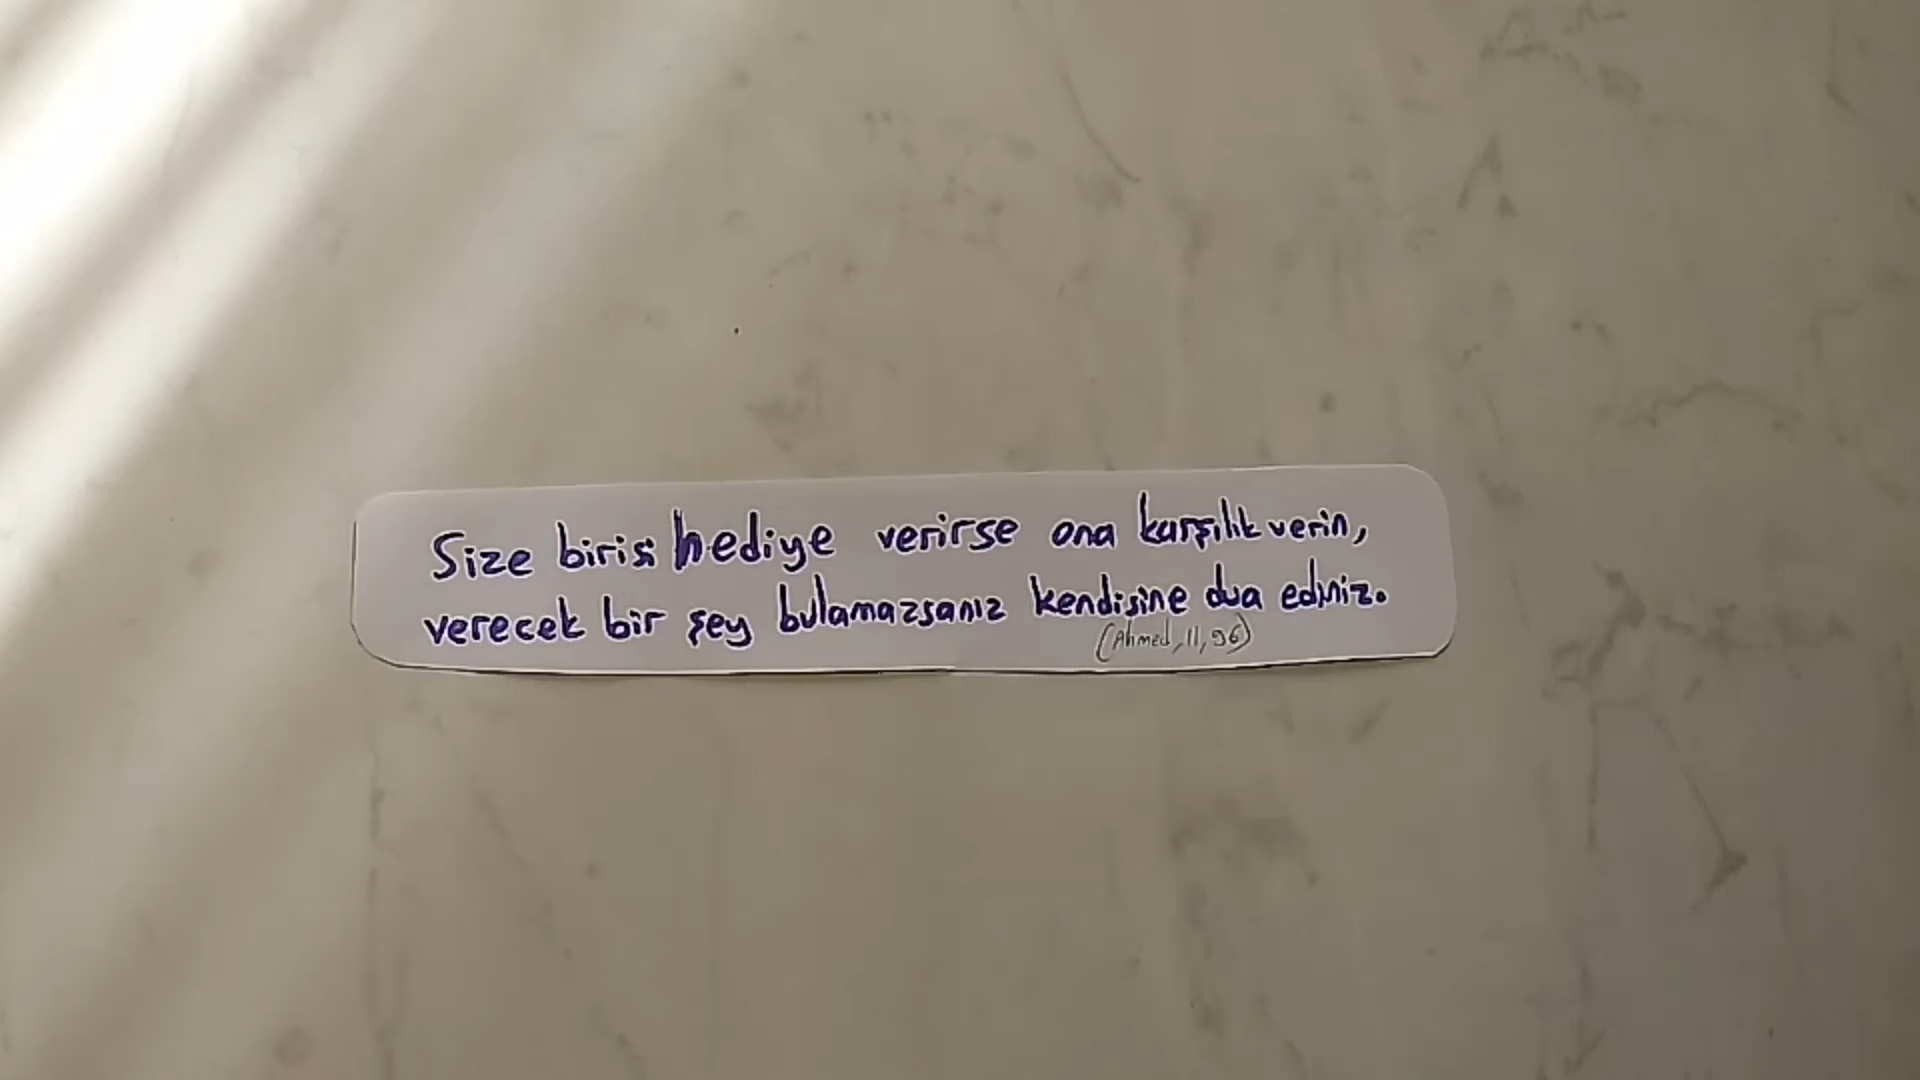 Size birisi hediye verirse ona karşılık verin,
verecek bir şey bulamazsanız kendisine dua ediniz.
(Ahmed, II, 96)